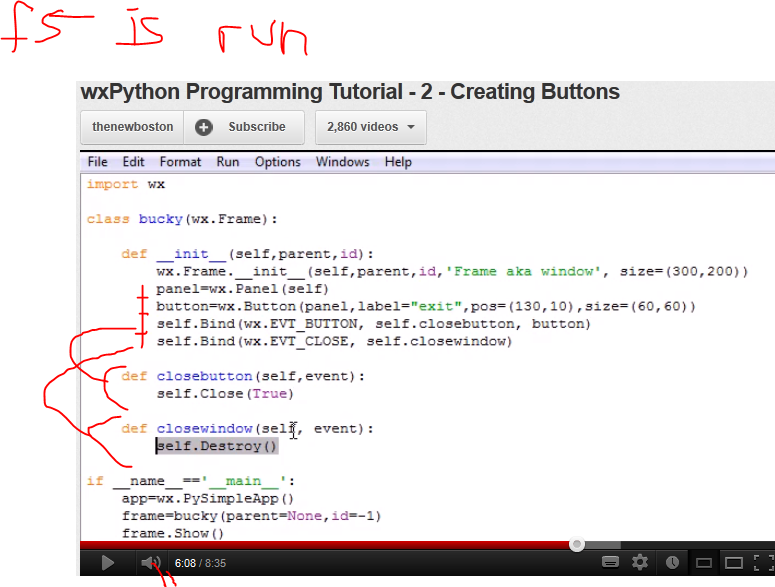 f5 is run
wxPython Programming Tutorial - 2 - Creating Buttons
thenewboston Subscribe 2,860 videos
File Edit Format Run Options Windows Help
import wx
class bucky(wx.Frame):
def __init__(self,parent,id):
wx.Frame.__init__(self,parent,id,'Frame aka window', size=(300,200))
panel=wx.Panel(self)
button=wx.Button(panel,label="exit",pos=(130,10),size=(60,60))
self.Bind(wx.EVT_BUTTON, self.closebutton, button)
self.Bind(wx.EVT_CLOSE, self.closewindow)
def closebutton(self,event):
self.Close(True)
def closewindow(self, event):
self.Destroy()
if __name__=='__main__':
app=wx.PySimpleApp()
frame=bucky(parent=None,id=-1)
frame.Show()
6:08 / 8:35